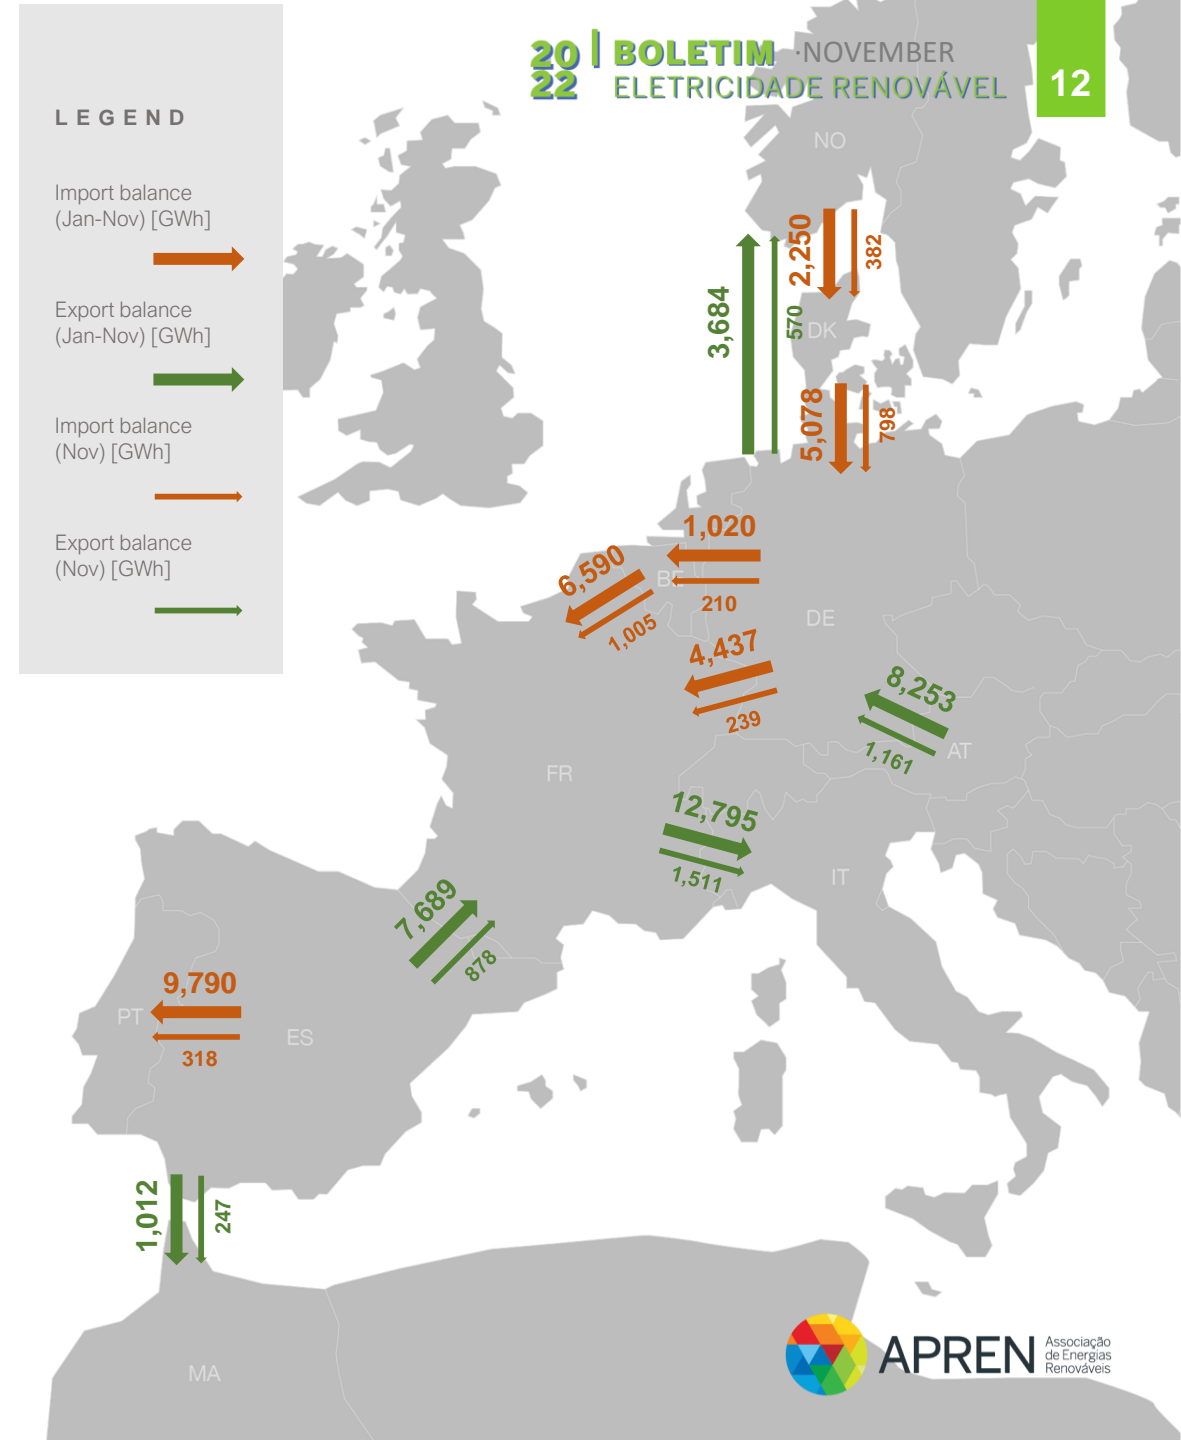 20
22
BOLETIM ·NOVEMBER
ELETRICIDADE RENOVÁVEL
12
LEGEND
Import balance
(Jan-Nov) [GWh]
Export balance
(Jan-Nov) [GWh]
Import balance
(Nov) [GWh]
Export balance
(Nov) [GWh]
NO
2,250
382
3,684
570
DK
5,078
798
1,020
6,590
BE
210
1,005
DE
4,437
239
8,253
1,161
AT
FR
12,795
1,511
IT
7,689
878
9,790
PT
318
ES
1,012
247
MA
APREN
Associação
de Energias
Renováveis